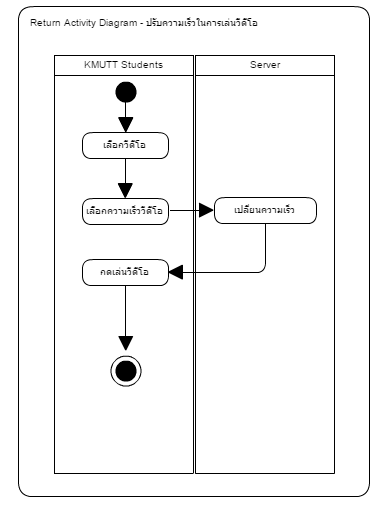 Return Activity Diagram - ปรับความเร็วในการเล่นวีดีโอ
KMUTT Students
Server
เลือกวีดีโอ
เลือกความเร็ววีดีโอ
เปลี่ยนความเร็ว
กดเล่นวีดีโอ